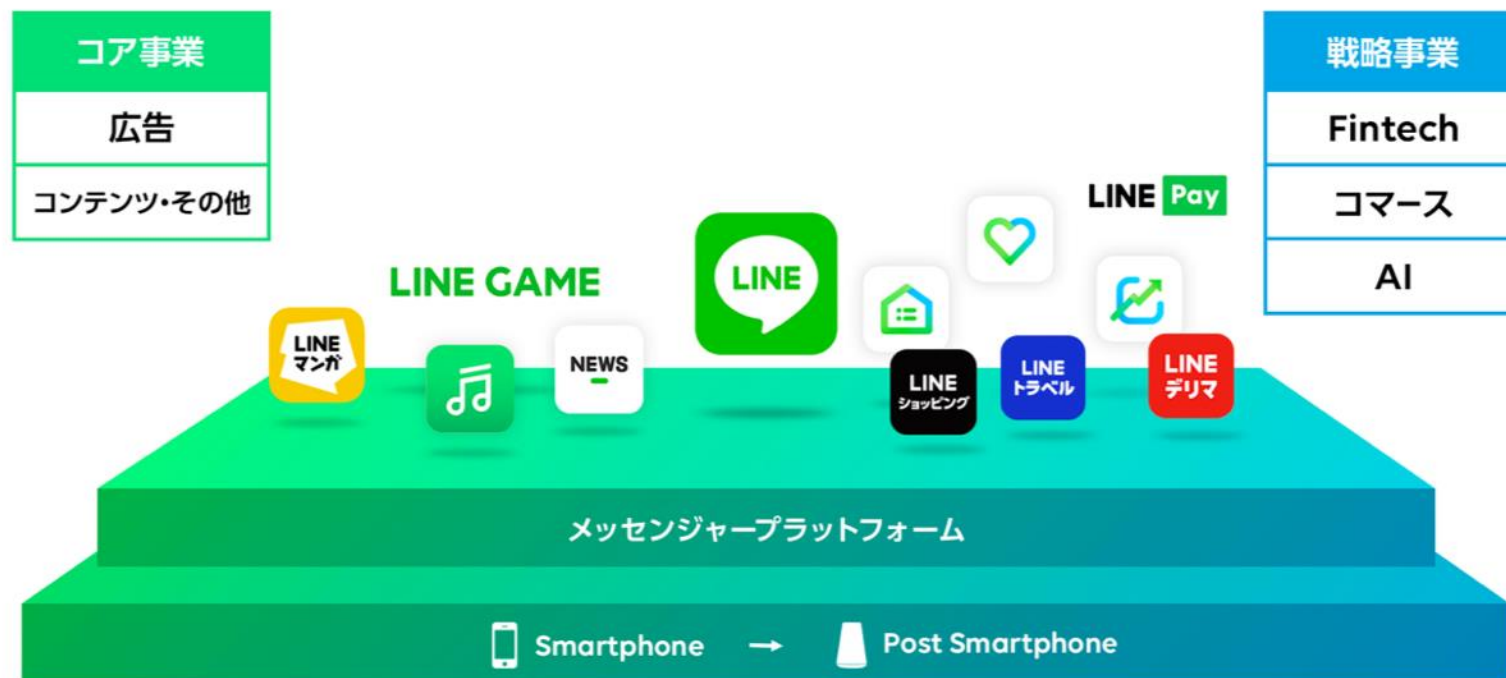 コア事業
広告
コンテンツ・その他
戦略事業
Fintech
コマース
AI
LINE Pay
LINE GAME
LINE
LINE
マンガ
NEWS
LINE
ショッピング
LINE
トラベル
LINE
デリマ
メッセンジャープラットフォーム
Smartphone → Post Smartphone